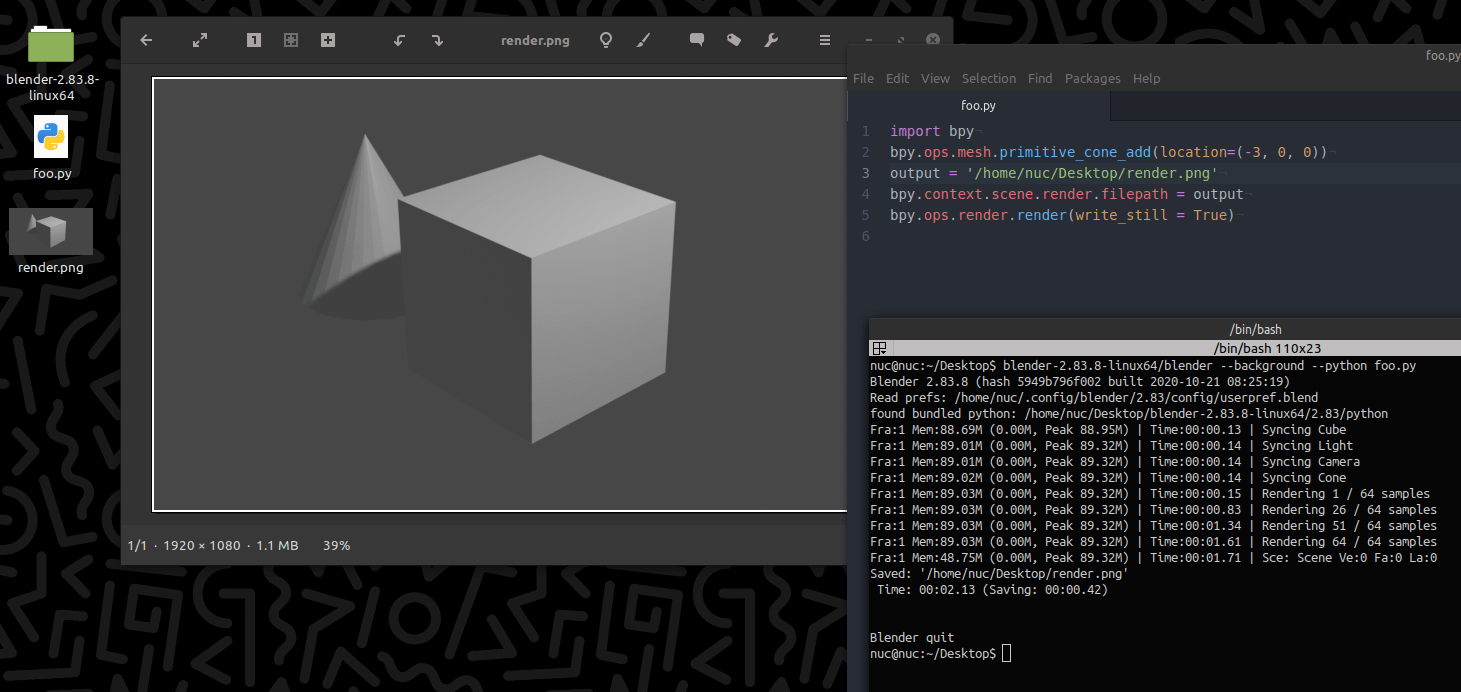 blender-2.83.8-
linux64
foo.py
render.png
1
render.png
1/1 · 1920 × 1080 · 1.1 MB 39%
foo.py
File Edit View Selection Find Packages Help
foo.py
1 import bpy
2 bpy.ops.mesh.primitive_cone_add(location=(-3, 0, 0))
3 output = '/home/nuc/Desktop/render.png'
4 bpy.context.scene.render.filepath = output
5 bpy.ops.render.render(write_still = True)
6
/bin/bash
/bin/bash 110x23
nuc@nuc:~/Desktop$ blender-2.83.8-linux64/blender --background --python foo.py
Blender 2.83.8 (hash 5949b796f002 built 2020-10-21 08:25:19)
Read prefs: /home/nuc/.config/blender/2.83/config/userpref.blend
found bundled python: /home/nuc/Desktop/blender-2.83.8-linux64/2.83/python
Fra:1 Mem:88.69M (0.00M, Peak 88.95M) | Time:00:00.13 | Syncing Cube
Fra:1 Mem:89.01M (0.00M, Peak 89.32M) | Time:00:00.14 | Syncing Light
Fra:1 Mem:89.01M (0.00M, Peak 89.32M) | Time:00:00.14 | Syncing Camera
Fra:1 Mem:89.02M (0.00M, Peak 89.32M) | Time:00:00.14 | Syncing Cone
Fra:1 Mem:89.03M (0.00M, Peak 89.32M) | Time:00:00.15 | Rendering 1 / 64 samples
Fra:1 Mem:89.03M (0.00M, Peak 89.32M) | Time:00:00.83 | Rendering 26 / 64 samples
Fra:1 Mem:89.03M (0.00M, Peak 89.32M) | Time:00:01.34 | Rendering 51 / 64 samples
Fra:1 Mem:89.03M (0.00M, Peak 89.32M) | Time:00:01.61 | Rendering 64 / 64 samples
Fra:1 Mem:48.75M (0.00M, Peak 89.32M) | Time:00:01.71 | Sce: Scene Ve:0 Fa:0 La:0
Saved: '/home/nuc/Desktop/render.png'
Time: 00:02.13 (Saving: 00:00.42)
Blender quit
nuc@nuc:~/Desktop$